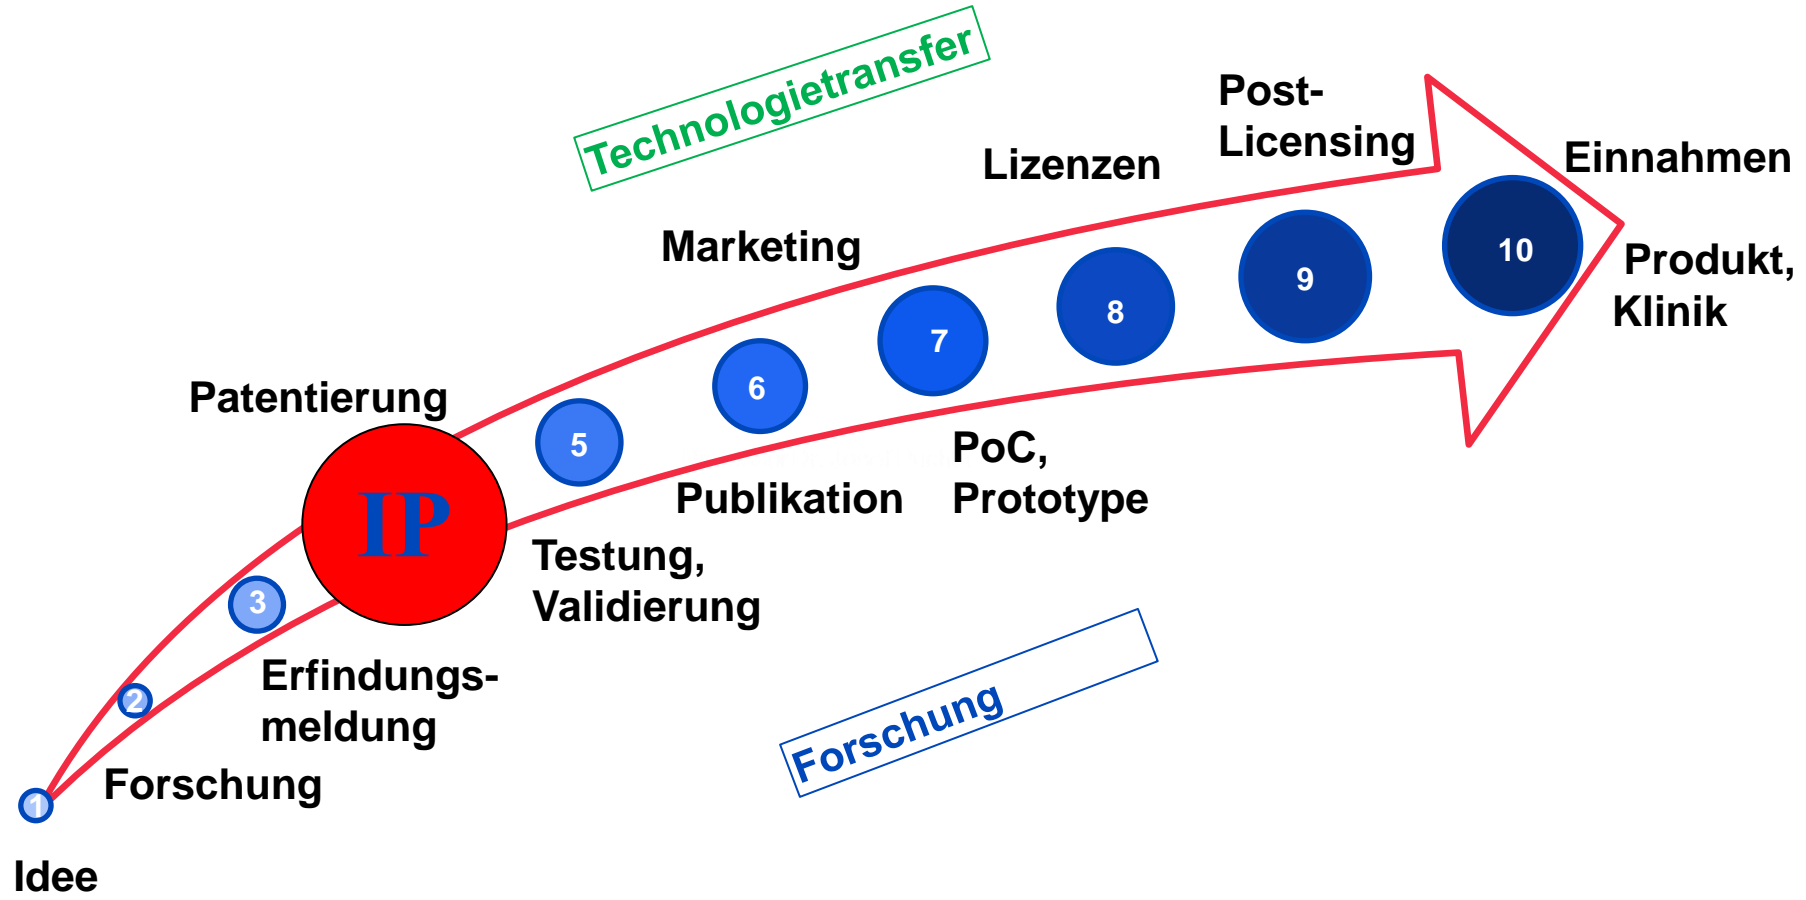 Technologietransfer
Post-
Licensing
Einnahmen
Lizenzen
Marketing
Produkt,
Klinik
10
9
8
7
6
5
Patentierung
IP
PoC,
Prototype
Publikation
Testung,
Validierung
3
Erfindungs-
meldung
2
Forschung
Forschung
1
Idee